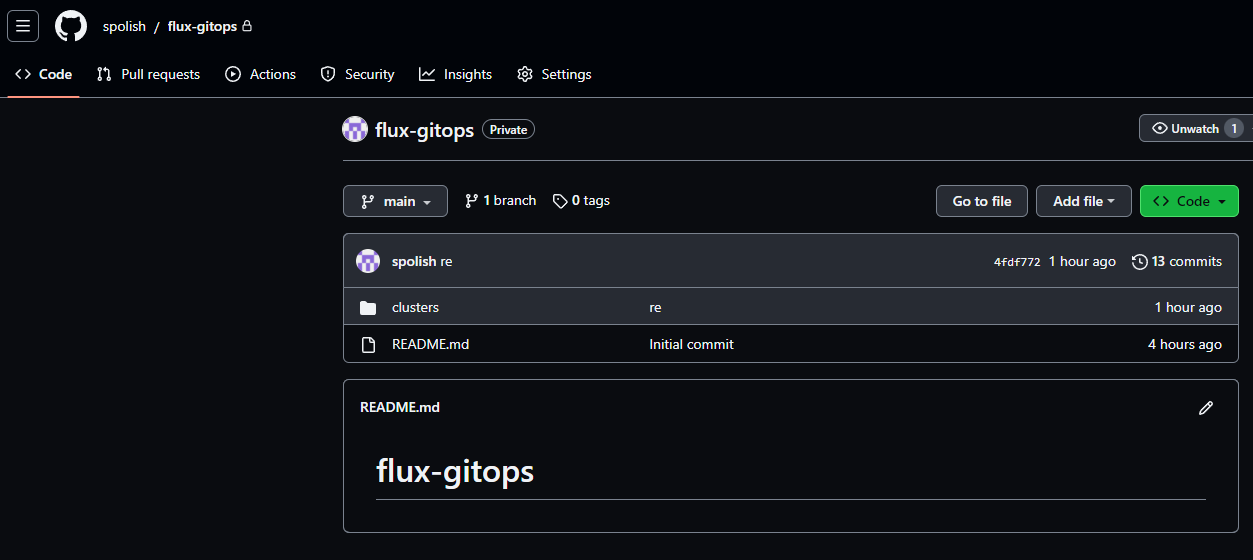 spolish / flux-gitops
Code Pull requests Actions Security Insights Settings
flux-gitops Private Unwatch 1
main 1 branch 0 tags Go to file Add file Code
spolish re 4fdf772 1 hour ago 13 commits
clusters re 1 hour ago
README.md Initial commit 4 hours ago
README.md
flux-gitops